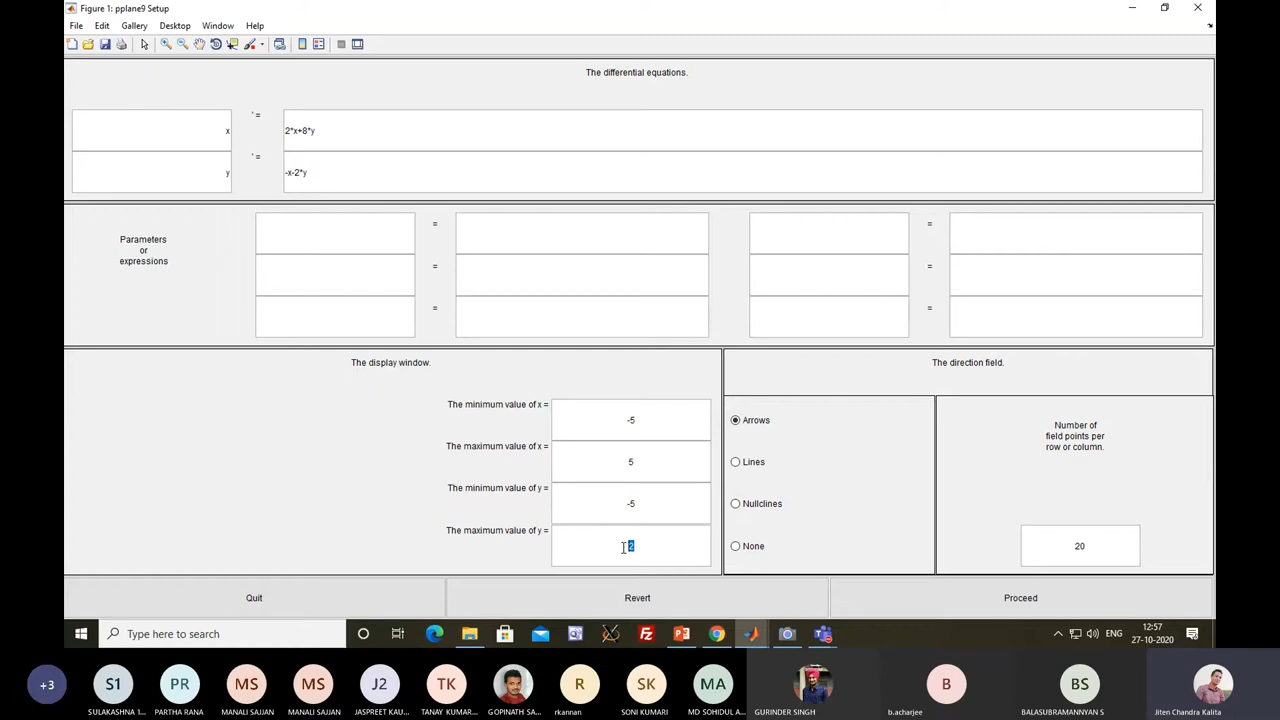 Figure 1: pplane9 Setup
File Edit Gallery Desktop Window Help
The differential equations.
x ' = 2*x+8*y
y ' = -x-2*y
Parameters
or
expressions
= =
= =
= =
The display window.
The direction field.
The minimum value of x = -5
The maximum value of x = 5
The minimum value of y = -5
The maximum value of y = 2
Arrows
Lines
Nullclines
None
Number of
field points per
row or column.
20
Quit Revert Proceed
Type here to search
ENG
12:57
27-10-2020
+3 S1 PR MS MS J2 TK R SK MA B BS
SULAKSHNA 1... PARTHA RANA MANALI SAJJAN MANALI SAJJAN JASPREET KAU... TANAY KUMAR... GOPINATH SA... rkannan SONI KUMARI MD SOHIDUL A... GURINDER SINGH b.acharjee BALASUBRAMANNYAN S Jiten Chandra Kalita